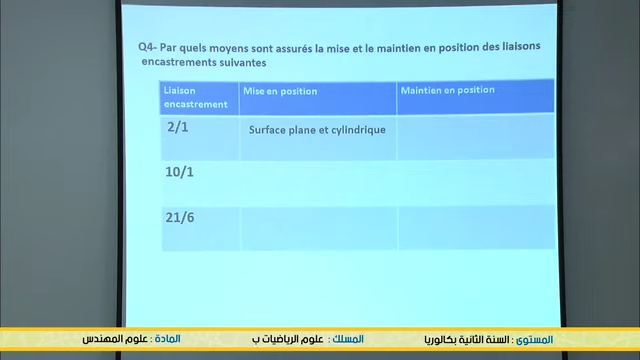 Q4- Par quels moyens sont assurés la mise et le maintien en position des liaisons
encastrements suivantes
Liaison encastrement Mise en position Maintien en position
2/1 Surface plane et cylindrique
10/1
21/6
المستوى : السنة الثانية بكالوريا المسلك : علوم الرياضيات ب المادة : علوم المهندس